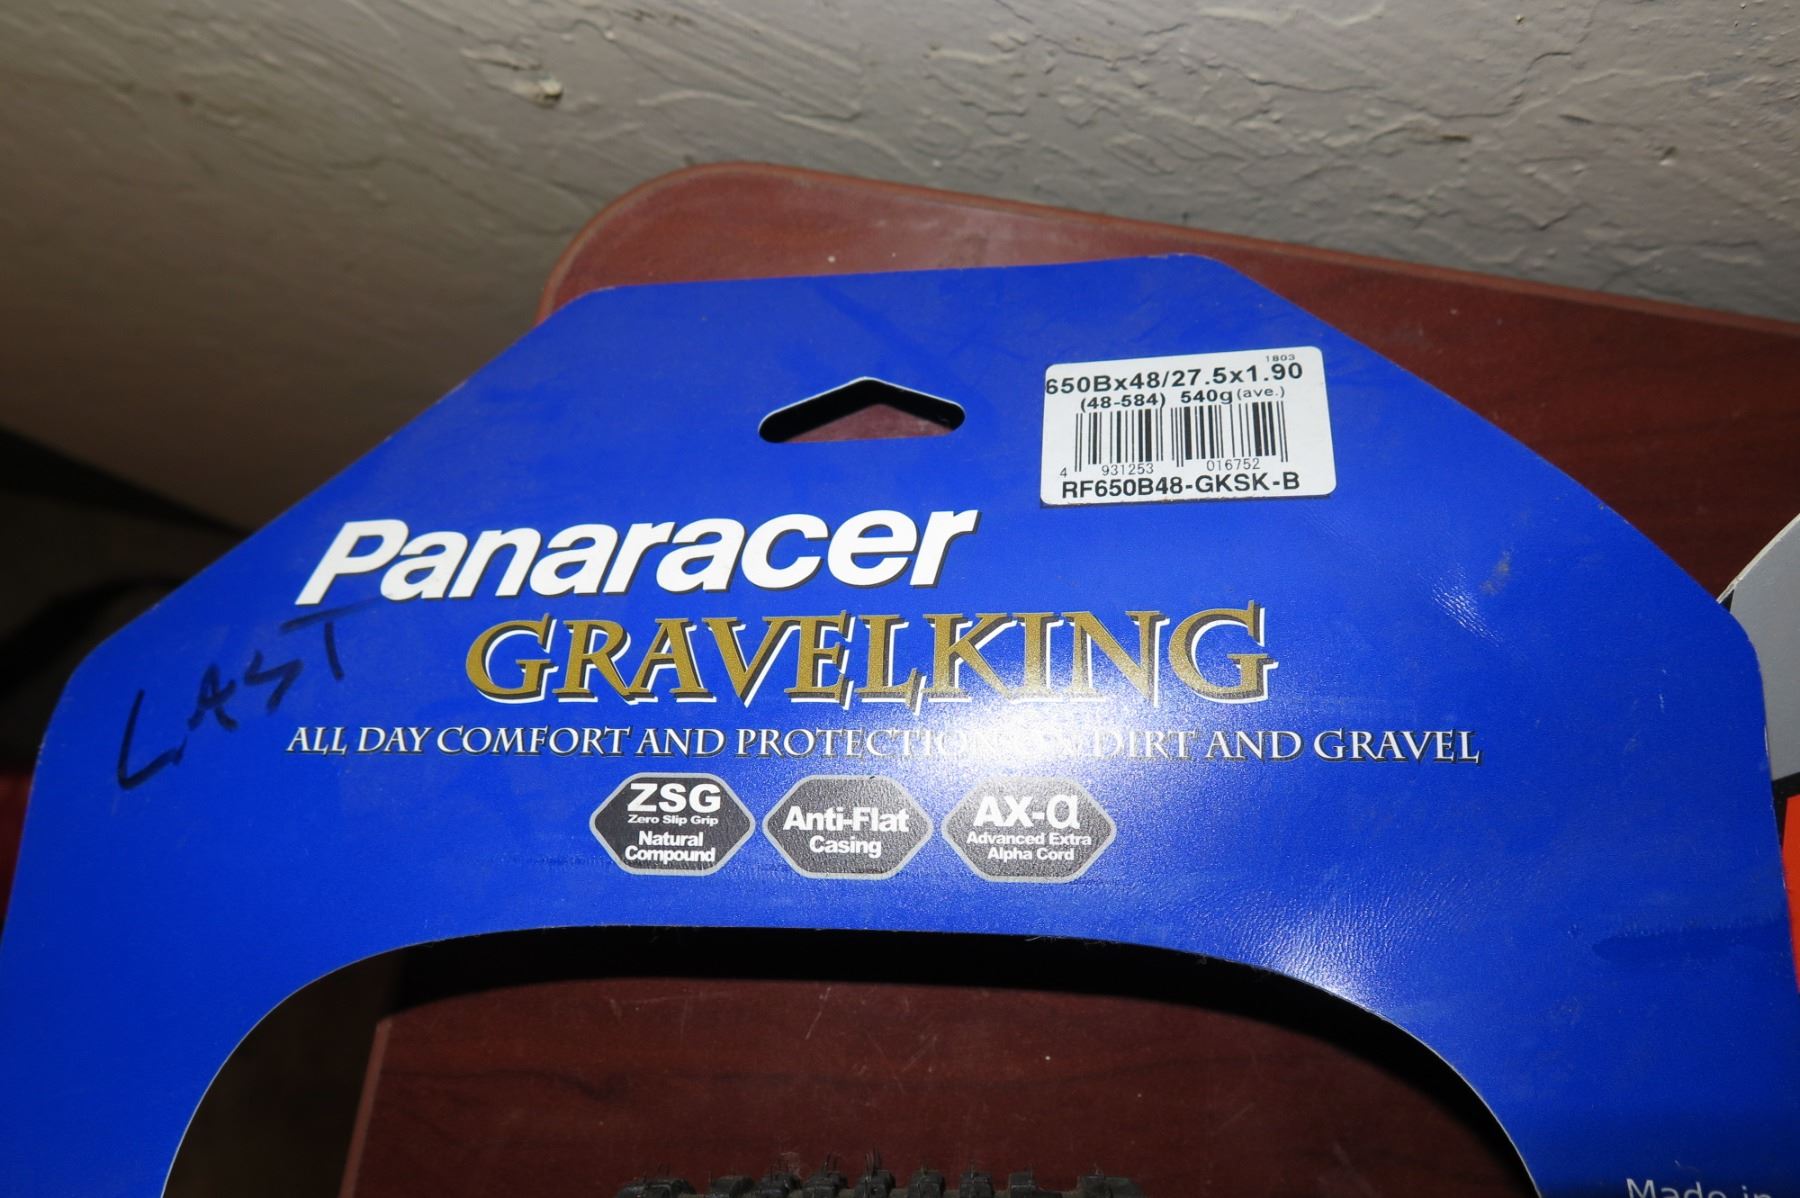 1803
650Bx48/27.5x1.90
(48-584) 540g (ave.)
4 931253 016752
RF650B48-GKSK-B
Panaracer
LAST
GRAVELKING
ALL DAY COMFORT AND PROTECTION DIRT AND GRAVEL
ZSG
Zero Slip Grip
Natural
Compound
Anti-Flat
Casing
AX-α
Advanced Extra
Alpha Cord
Made in